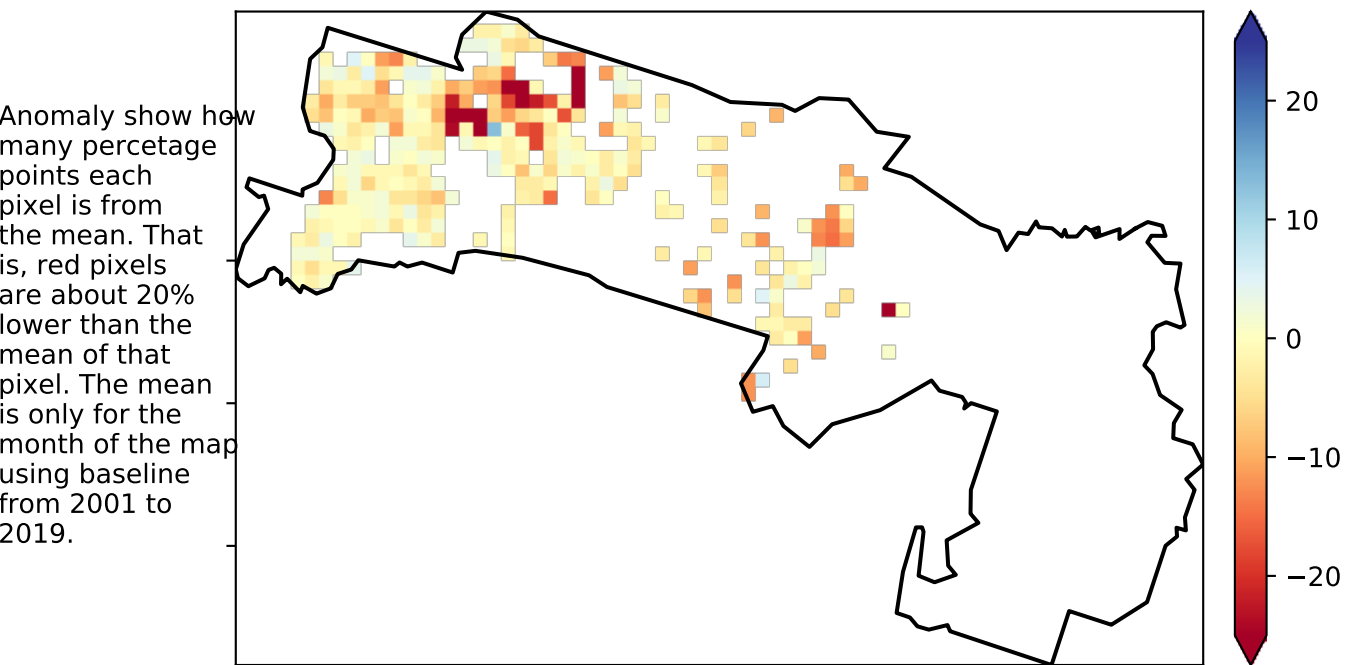 Anomaly show how
many percetage
points each
pixel is from
the mean. That
is, red pixels
are about 20%
lower than the
mean of that
pixel. The mean
is only for the
month of the map
using baseline
from 2001 to
2019.
20
10
0
−10
−20